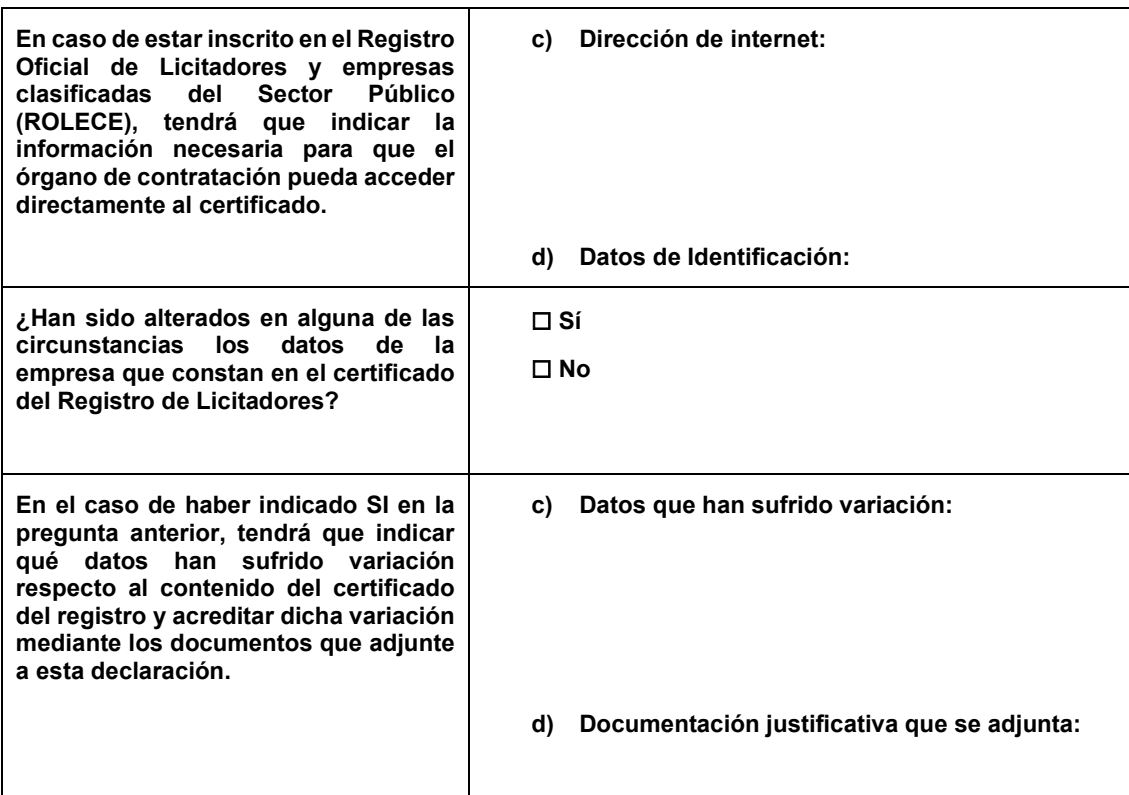 En caso de estar inscrito en el Registro
Oficial de Licitadores y empresas
clasificadas del Sector Público
(ROLECE), tendrá que indicar la
información necesaria para que el
órgano de contratación pueda acceder
directamente al certificado.
c) Dirección de internet:
d) Datos de Identificación:
¿Han sido alterados en alguna de las
circunstancias los datos de la
empresa que constan en el certificado
del Registro de Licitadores?
☐ Sí
☐ No
En el caso de haber indicado SI en la
pregunta anterior, tendrá que indicar
qué datos han sufrido variación
respecto al contenido del certificado
del registro y acreditar dicha variación
mediante los documentos que adjunte
a esta declaración.
c) Datos que han sufrido variación:
d) Documentación justificativa que se adjunta: